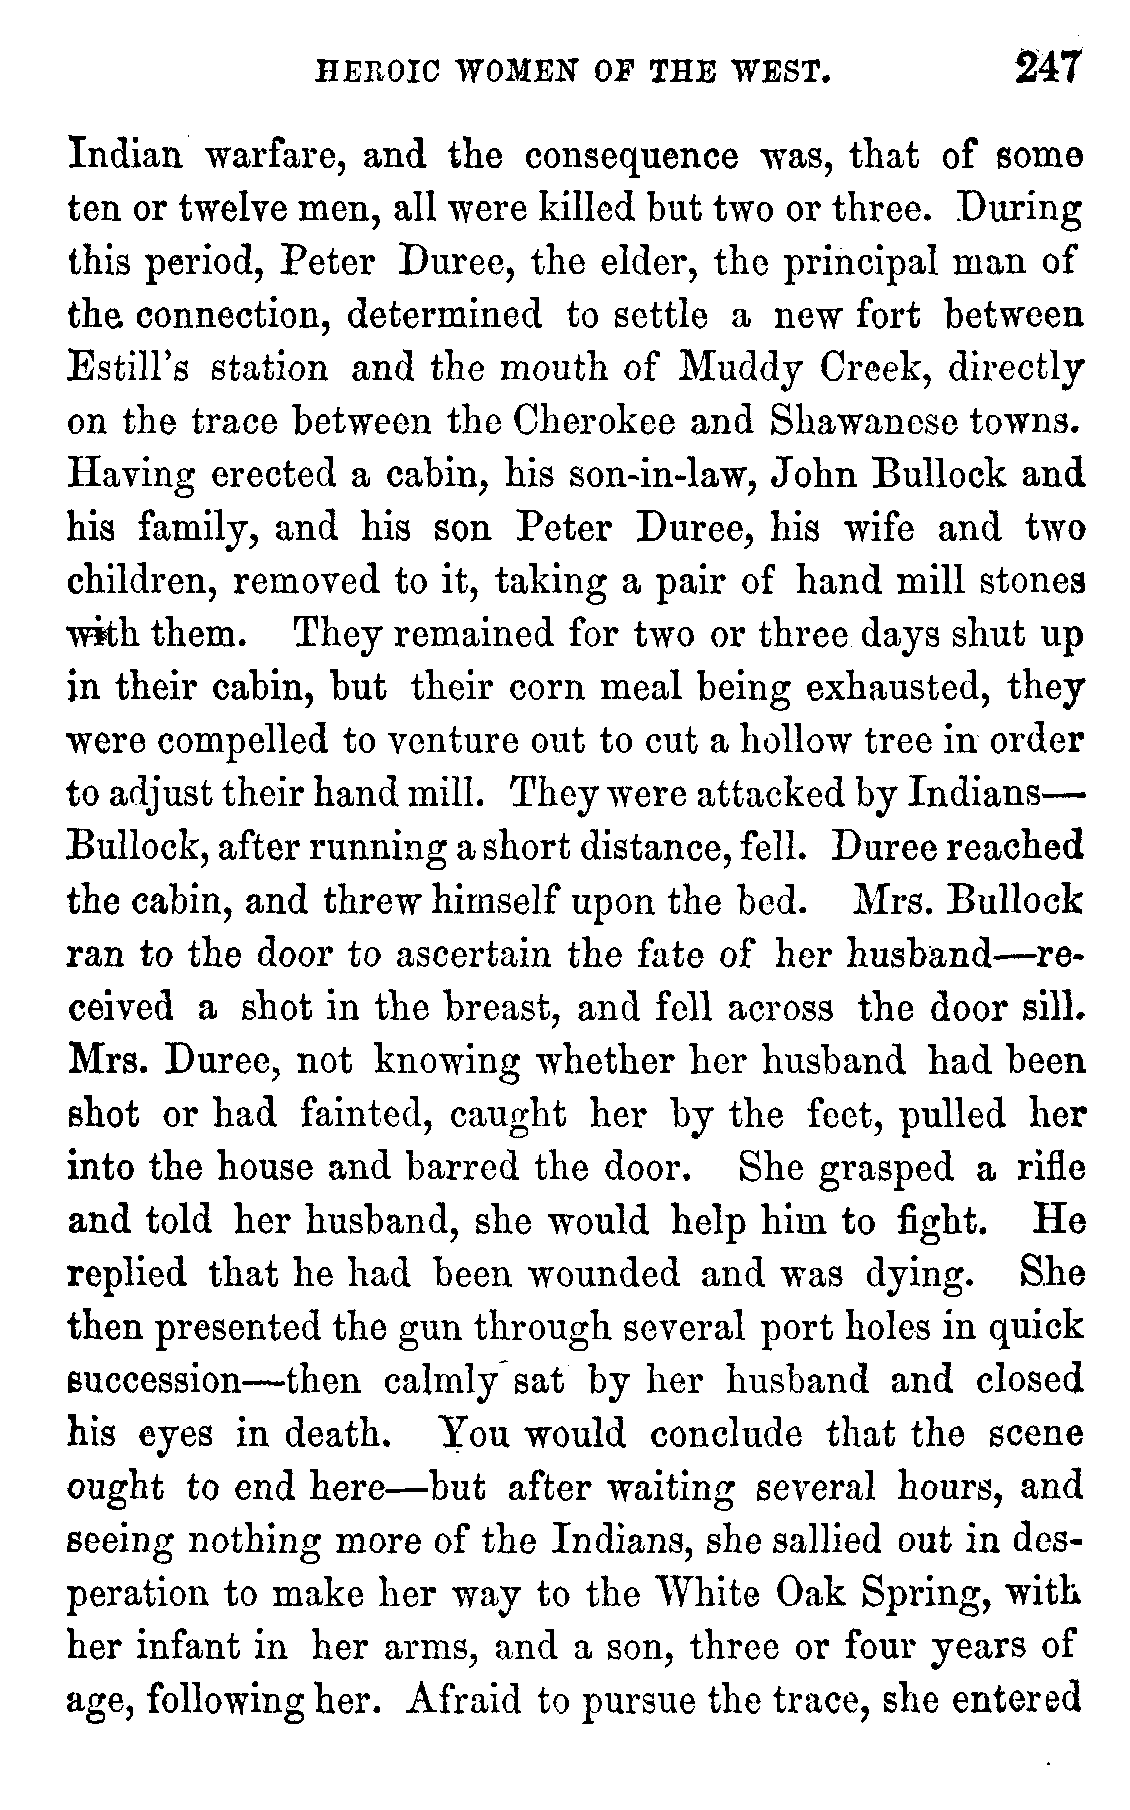 HEROIC WOMEN OF THE WEST. 247
Indian warfare, and the consequence was, that of some
ten or twelve men, all were killed but two or three. During
this period, Peter Duree, the elder, the principal man of
the connection, determined to settle a new fort between
Estill's station and the mouth of Muddy Creek, directly
on the trace between the Cherokee and Shawanese towns.
Having erected a cabin, his son-in-law, John Bullock and
his family, and his son Peter Duree, his wife and two
children, removed to it, taking a pair of hand mill stones
with them. They remained for two or three days shut up
in their cabin, but their corn meal being exhausted, they
were compelled to venture out to cut a hollow tree in order
to adjust their hand mill. They were attacked by Indians—
Bullock, after running a short distance, fell. Duree reached
the cabin, and threw himself upon the bed. Mrs. Bullock
ran to the door to ascertain the fate of her husband—re-
ceived a shot in the breast, and fell across the door sill.
Mrs. Duree, not knowing whether her husband had been
shot or had fainted, caught her by the feet, pulled her
into the house and barred the door. She grasped a rifle
and told her husband, she would help him to fight. He
replied that he had been wounded and was dying. She
then presented the gun through several port holes in quick
succession—then calmly sat by her husband and closed
his eyes in death. You would conclude that the scene
ought to end here—but after waiting several hours, and
seeing nothing more of the Indians, she sallied out in des-
peration to make her way to the White Oak Spring, with
her infant in her arms, and a son, three or four years of
age, following her. Afraid to pursue the trace, she entered